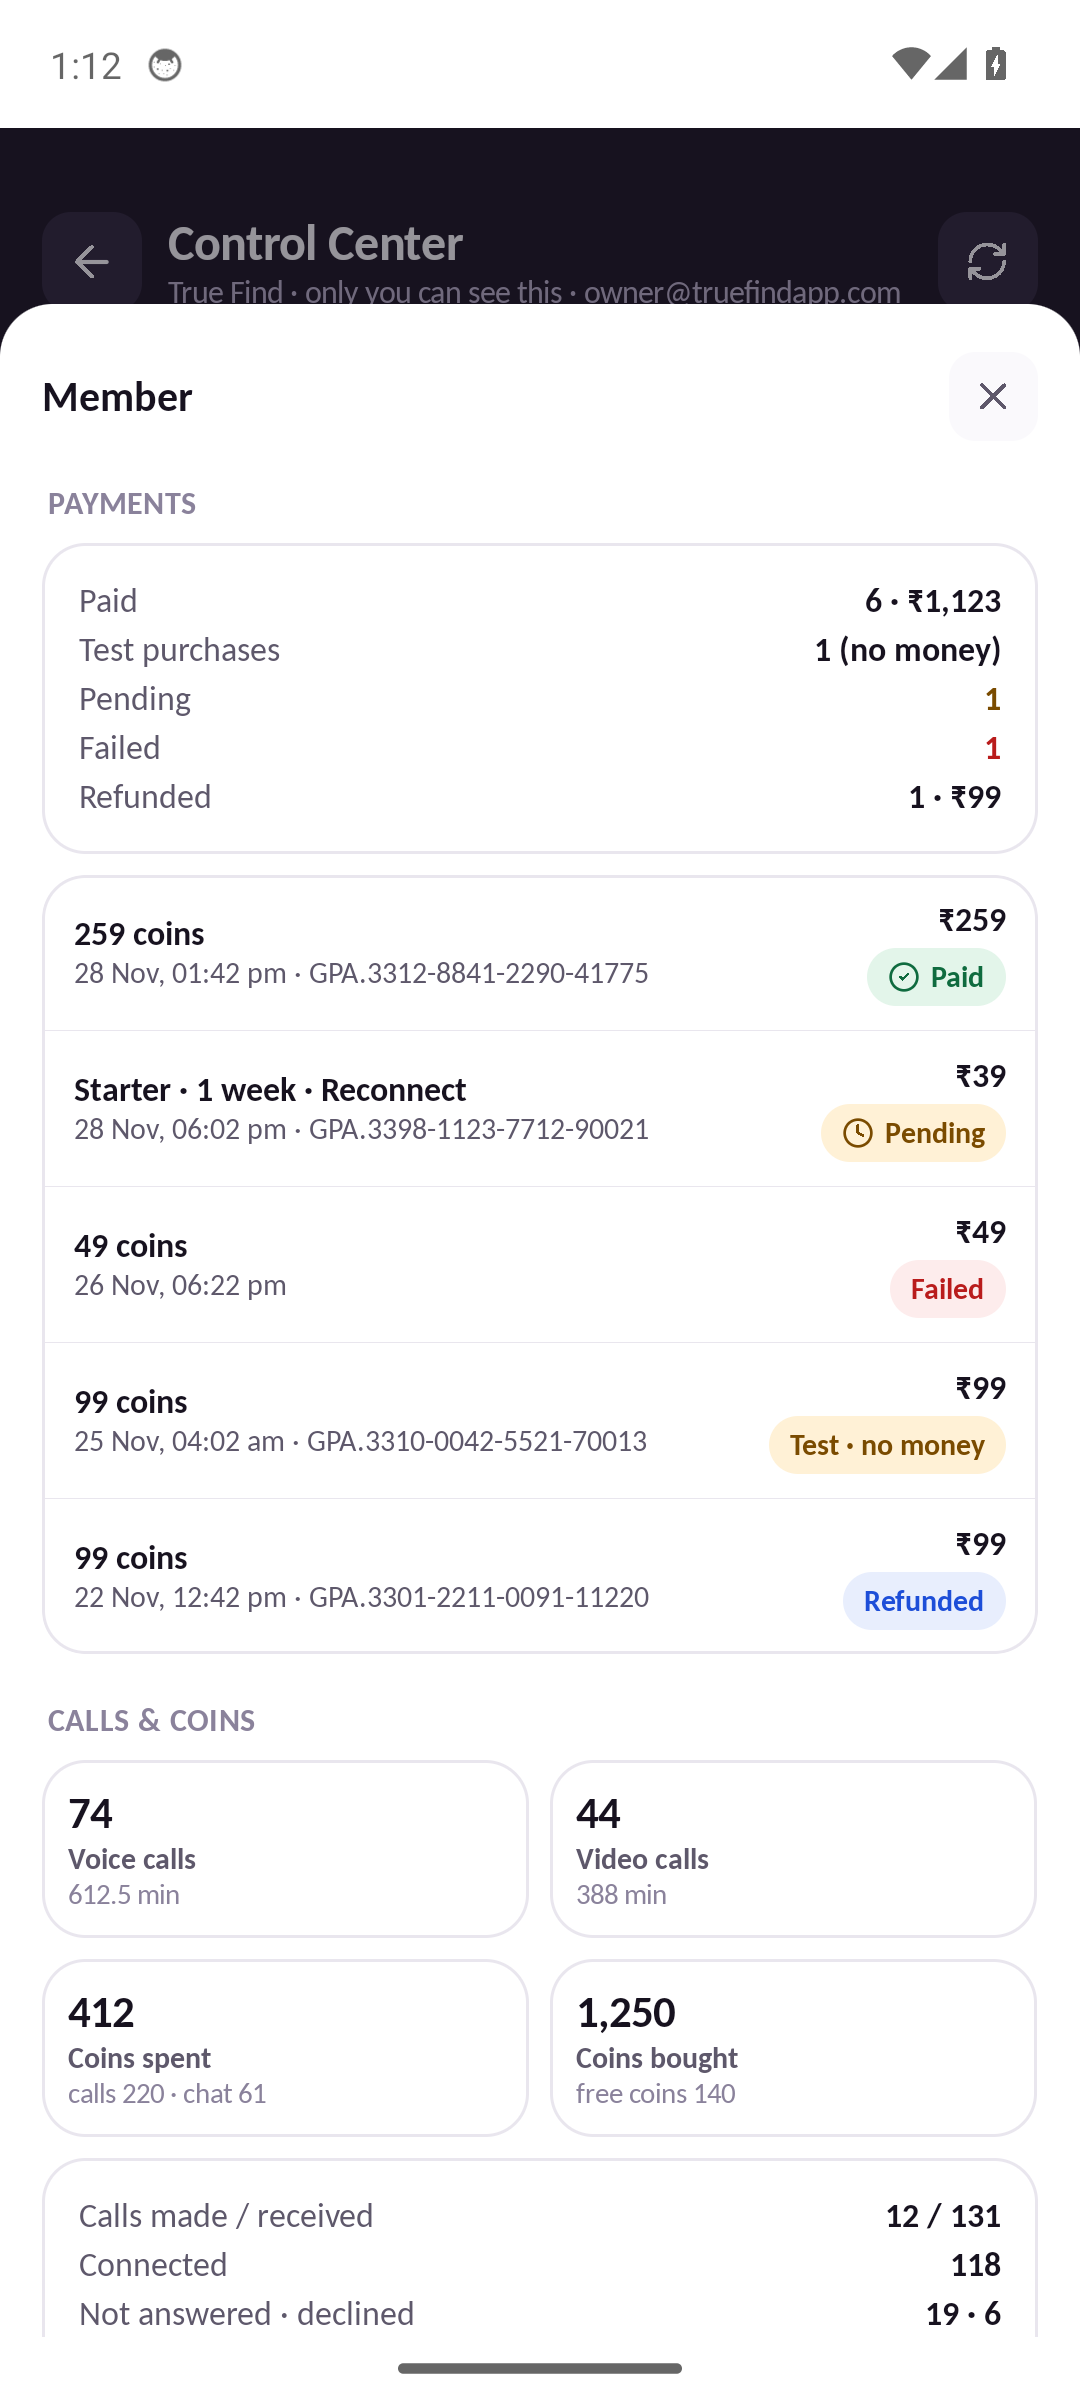 1:12
Control Center
True Find · only you can see this · owner@truefindapp.com
Member
PAYMENTS
Paid 6 · ₹1,123
Test purchases 1 (no money)
Pending 1
Failed 1
Refunded 1 · ₹99
259 coins ₹259
28 Nov, 01:42 pm · GPA.3312-8841-2290-41775 Paid
Starter · 1 week · Reconnect ₹39
28 Nov, 06:02 pm · GPA.3398-1123-7712-90021 Pending
49 coins ₹49
26 Nov, 06:22 pm Failed
99 coins ₹99
25 Nov, 04:02 am · GPA.3310-0042-5521-70013 Test · no money
99 coins ₹99
22 Nov, 12:42 pm · GPA.3301-2211-0091-11220 Refunded
CALLS & COINS
74 44
Voice calls Video calls
612.5 min 388 min
412 1,250
Coins spent Coins bought
calls 220 · chat 61 free coins 140
Calls made / received 12 / 131
Connected 118
Not answered · declined 19 · 6